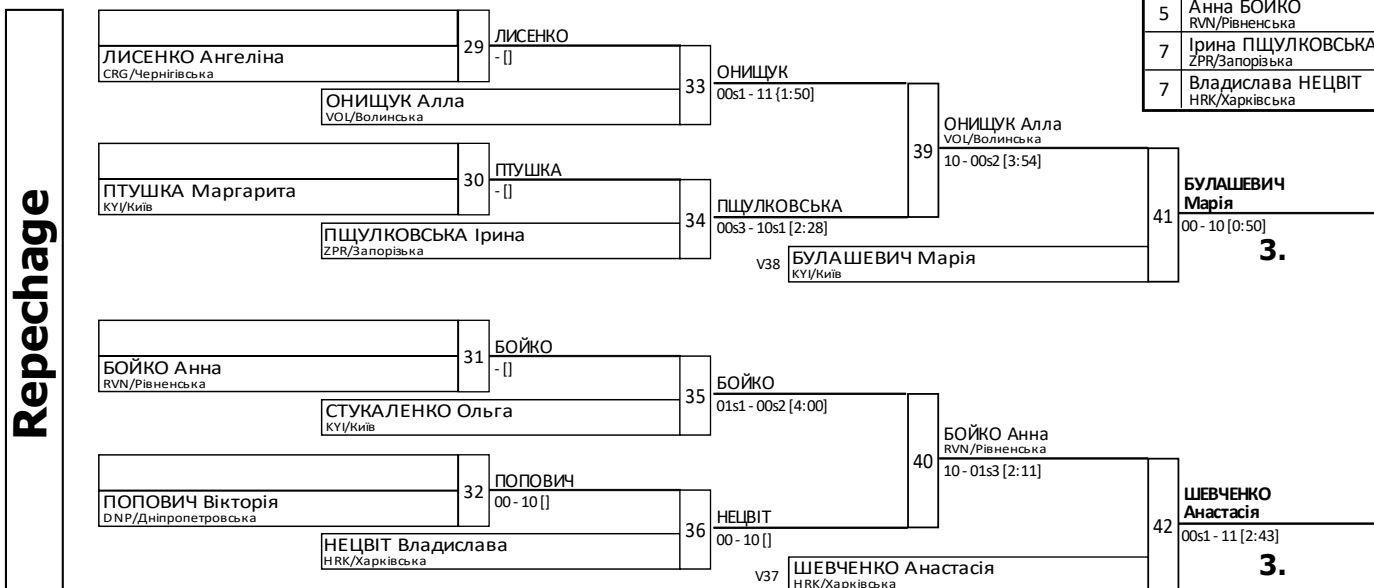 Repechage
5 Анна БОЙКО
RVN/Рівненська
7 Ірина ПЩУЛКОВСЬКА
ZPR/Запорізька
7 Владислава НЕЦВІТ
HRK/Харківська
29 ЛИСЕНКО
- []
ЛИСЕНКО Ангеліна
CRG/Чернігівська
33 ОНИЩУК
00s1 - 11 {1:50]
ОНИЩУК Алла
VOL/Волинська
39 ОНИЩУК Алла
VOL/Волинська
10 - 00s2 [3:54]
30 ПТУШКА
- []
ПТУШКА Маргарита
KYI/Київ
34 ПЩУЛКОВСЬКА
00s3 - 10s1 [2:28]
ПЩУЛКОВСЬКА Ірина
ZPR/Запорізька
41 БУЛАШЕВИЧ
Марія
00 - 10 [0:50]
3.
V38 БУЛАШЕВИЧ Марія
KYI/Київ
31 БОЙКО
- []
БОЙКО Анна
RVN/Рівненська
35 БОЙКО
01s1 - 00s2 [4:00]
СТУКАЛЕНКО Ольга
KYI/Київ
40 БОЙКО Анна
RVN/Рівненська
10 - 01s3 [2:11]
32 ПОПОВИЧ
00 - 10 []
ПОПОВИЧ Вікторія
DNP/Дніпропетровська
36 НЕЦВІТ
00 - 10 []
НЕЦВІТ Владислава
HRK/Харківська
42 ШЕВЧЕНКО
Анастасія
00s1 - 11 [2:43]
3.
V37 ШЕВЧЕНКО Анастасія
HRK/Харківська